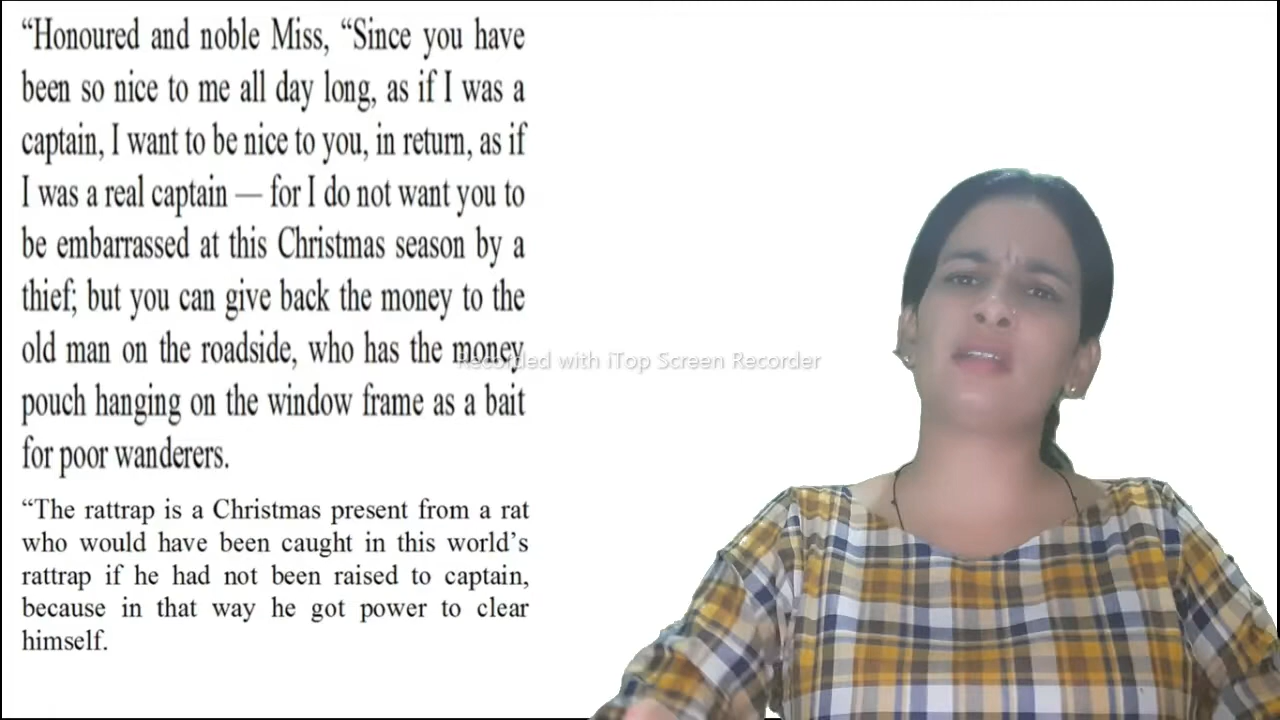 “Honoured and noble Miss, “Since you have
been so nice to me all day long, as if I was a
captain, I want to be nice to you, in return, as if
I was a real captain — for I do not want you to
be embarrassed at this Christmas season by a
thief; but you can give back the money to the
old man on the roadside, who has the money
pouch hanging on the window frame as a bait
for poor wanderers.
“The rattrap is a Christmas present from a rat
who would have been caught in this world’s
rattrap if he had not been raised to captain,
because in that way he got power to clear
himself.
Recorded with iTop Screen Recorder